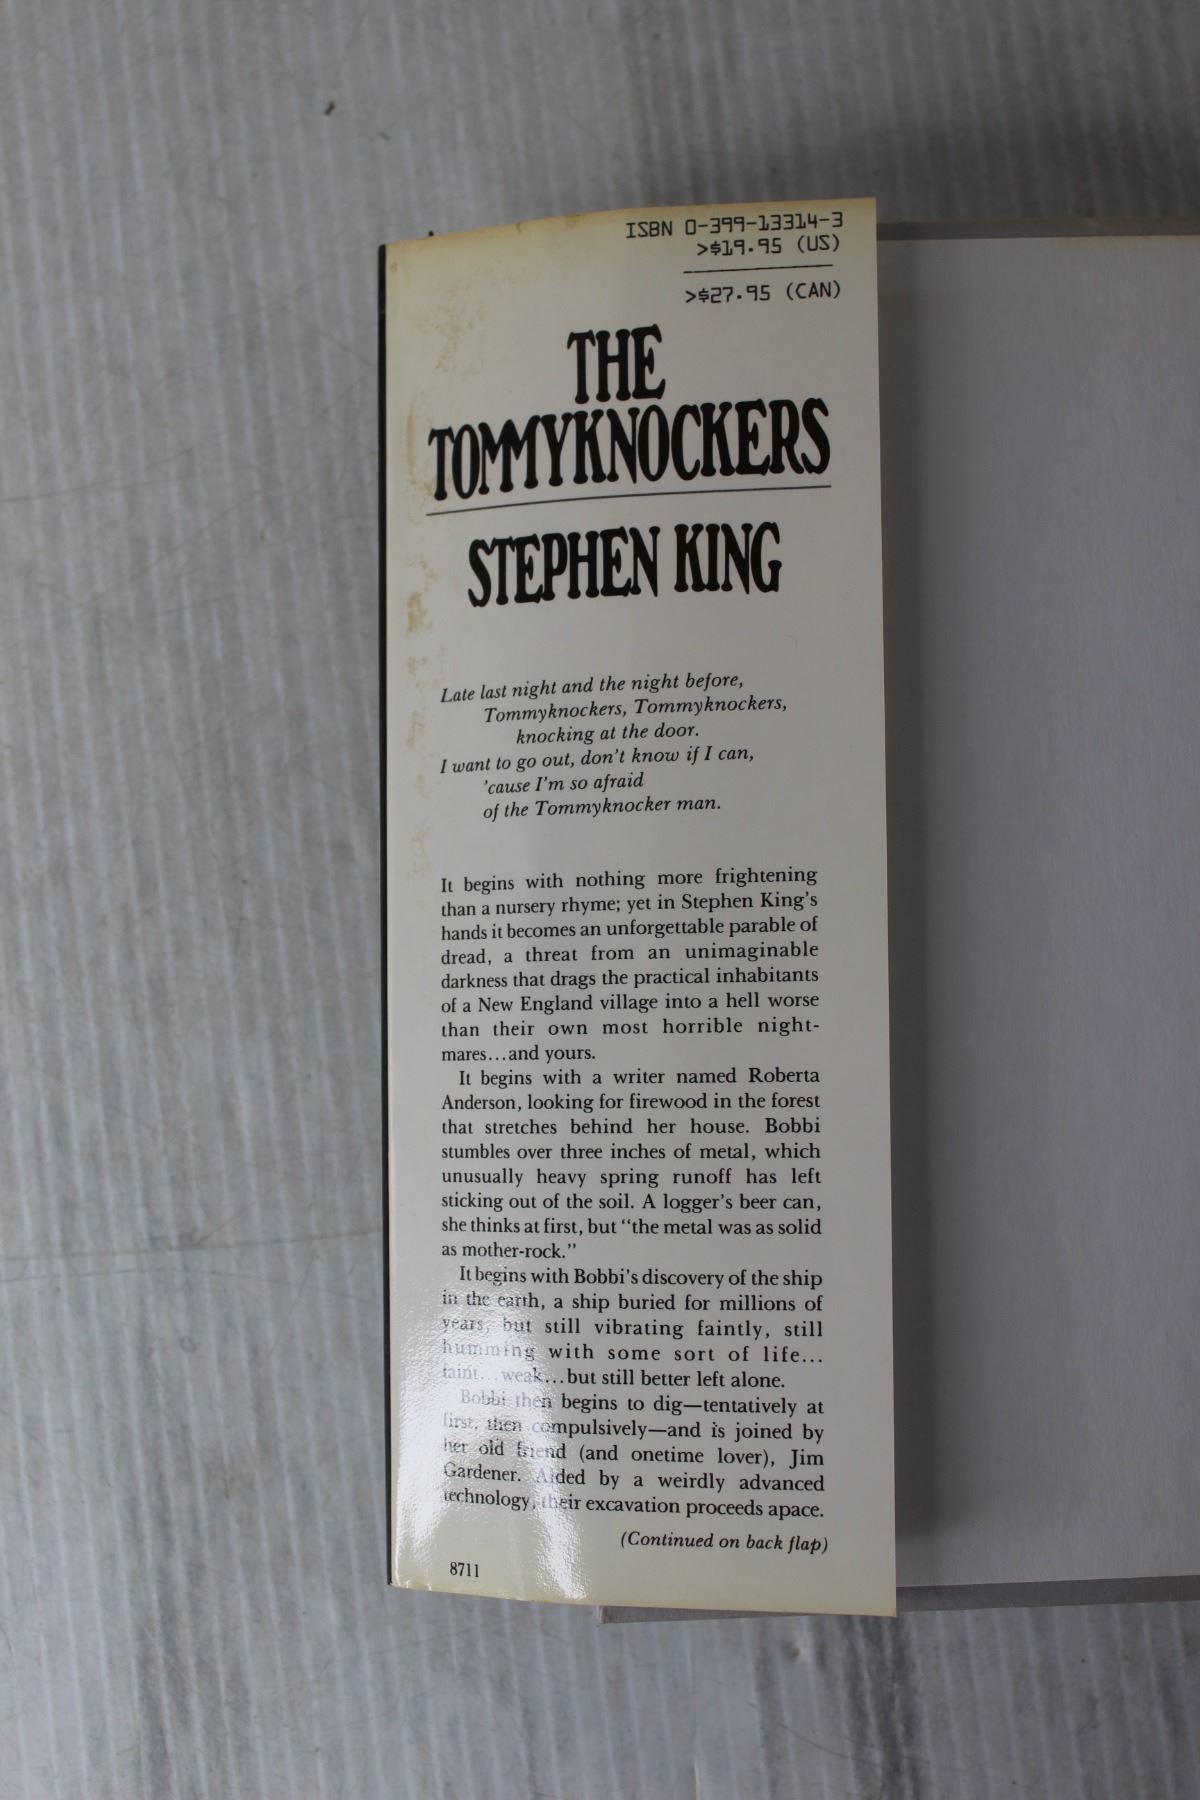 ISBN 0-399-13314-3
>$19.95 (US)
>$27.95 (CAN)
THE
TOMMYKNOCKERS
STEPHEN KING
Late last night and the night before,
Tommyknockers, Tommyknockers,
knocking at the door.
I want to go out, don't know if I can,
'cause I'm so afraid
of the Tommyknocker man.
It begins with nothing more frightening
than a nursery rhyme; yet in Stephen King's
hands it becomes an unforgettable parable of
dread, a threat from an unimaginable
darkness that drags the practical inhabitants
of a New England village into a hell worse
than their own most horrible night-
mares...and yours.
It begins with a writer named Roberta
Anderson, looking for firewood in the forest
that stretches behind her house. Bobbi
stumbles over three inches of metal, which
unusually heavy spring runoff has left
sticking out of the soil. A logger's beer can,
she thinks at first, but "the metal was as solid
as mother-rock."
It begins with Bobbi's discovery of the ship
in the earth, a ship buried for millions of
years, but still vibrating faintly, still
humming with some sort of life...
faint...weak...but still better left alone.
Bobbi then begins to dig—tentatively at
first, then compulsively—and is joined by
her old friend (and onetime lover), Jim
Gardener. Aided by a weirdly advanced
technology, their excavation proceeds apace.
(Continued on back flap)
8711